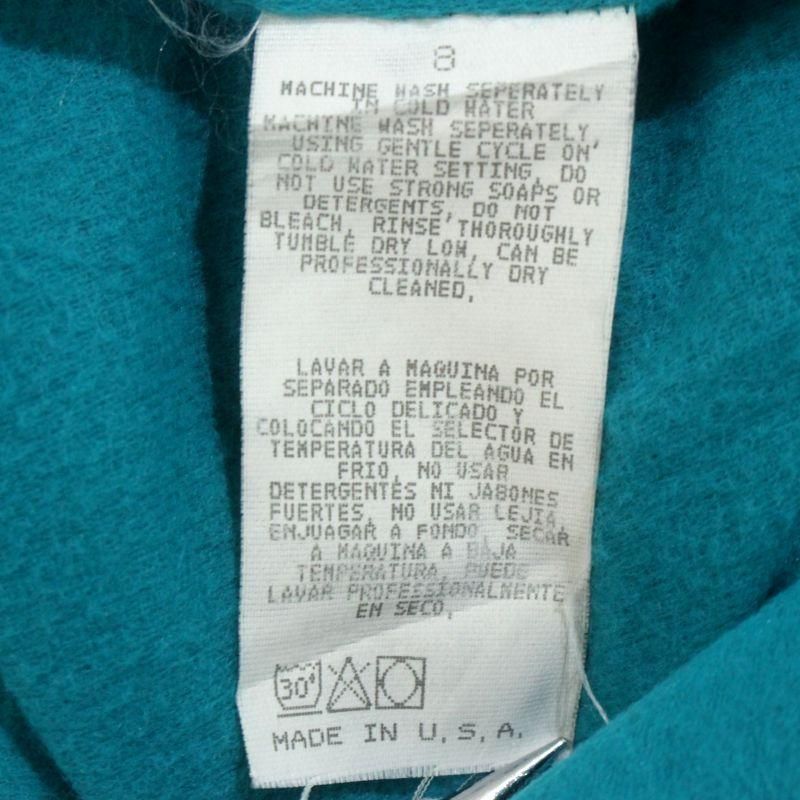 8
MACHINE WASH SEPERATELY
IN COLD WATER
MACHINE WASH SEPERATELY,
USING GENTLE CYCLE ON'
COLD WATER SETTING, DO
NOT USE STRONG SOAPS OR
DETERGENTS, DO NOT
BLEACH, RINSE THOROUGHLY
TUMBLE DRY LOW, CAN BE
PROFESSIONALLY DRY
CLEANED,
LAVAR A MAQUINA POR
SEPARADO EMPLEANDO EL
CICLO DELICADO Y
COLOCANDO EL SELECTOR DE
TEMPERATURA DEL AGUA EN
FRIO, NO USAR
DETERGENTES NI JABONES
FUERTES, NO USAR LEJIA,
ENJUAGAR A FONDO, SECAR
A MAQUINA A BAJA
TEMPERATURA, PUEDE
LAVAR PROFESSIONALMENTE
EN SECO,
30°
MADE IN U.S.A.